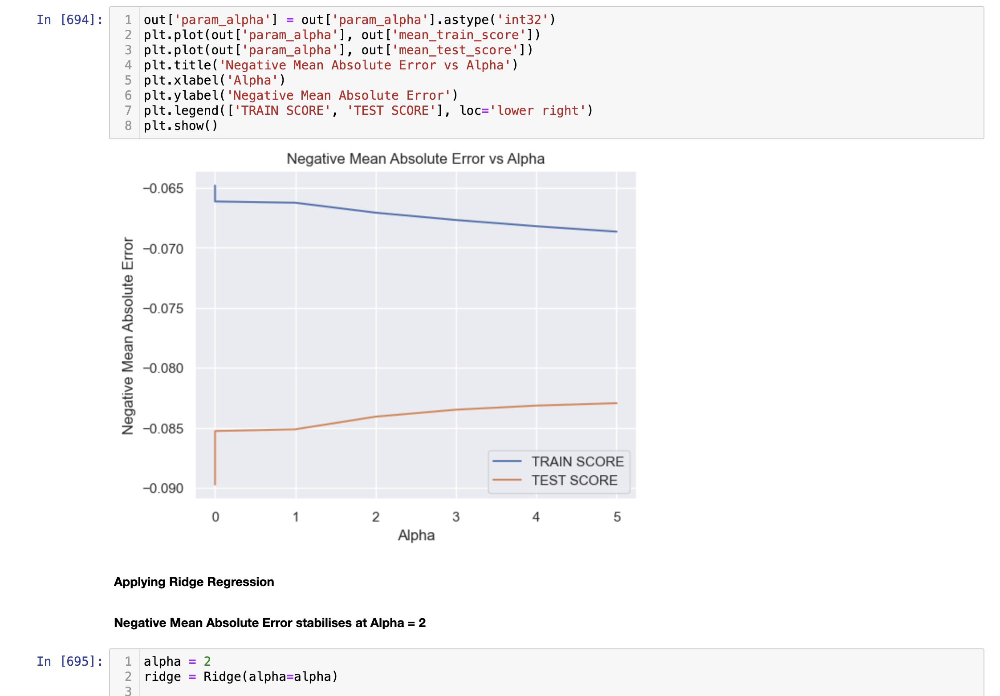 In [694]:
1 out['param_alpha'] = out['param_alpha'].astype('int32')
2 plt.plot(out['param_alpha'], out['mean_train_score'])
3 plt.plot(out['param_alpha'], out['mean_test_score'])
4 plt.title('Negative Mean Absolute Error vs Alpha')
5 plt.xlabel('Alpha')
6 plt.ylabel('Negative Mean Absolute Error')
7 plt.legend(['TRAIN SCORE', 'TEST SCORE'], loc='lower right')
8 plt.show()
Negative Mean Absolute Error vs Alpha
Negative Mean Absolute Error
−0.065
−0.070
−0.075
−0.080
−0.085
−0.090
TRAIN SCORE
TEST SCORE
0 1 2 3 4 5
Alpha
Applying Ridge Regression
Negative Mean Absolute Error stabilises at Alpha = 2
In [695]:
1 alpha = 2
2 ridge = Ridge(alpha=alpha)
3